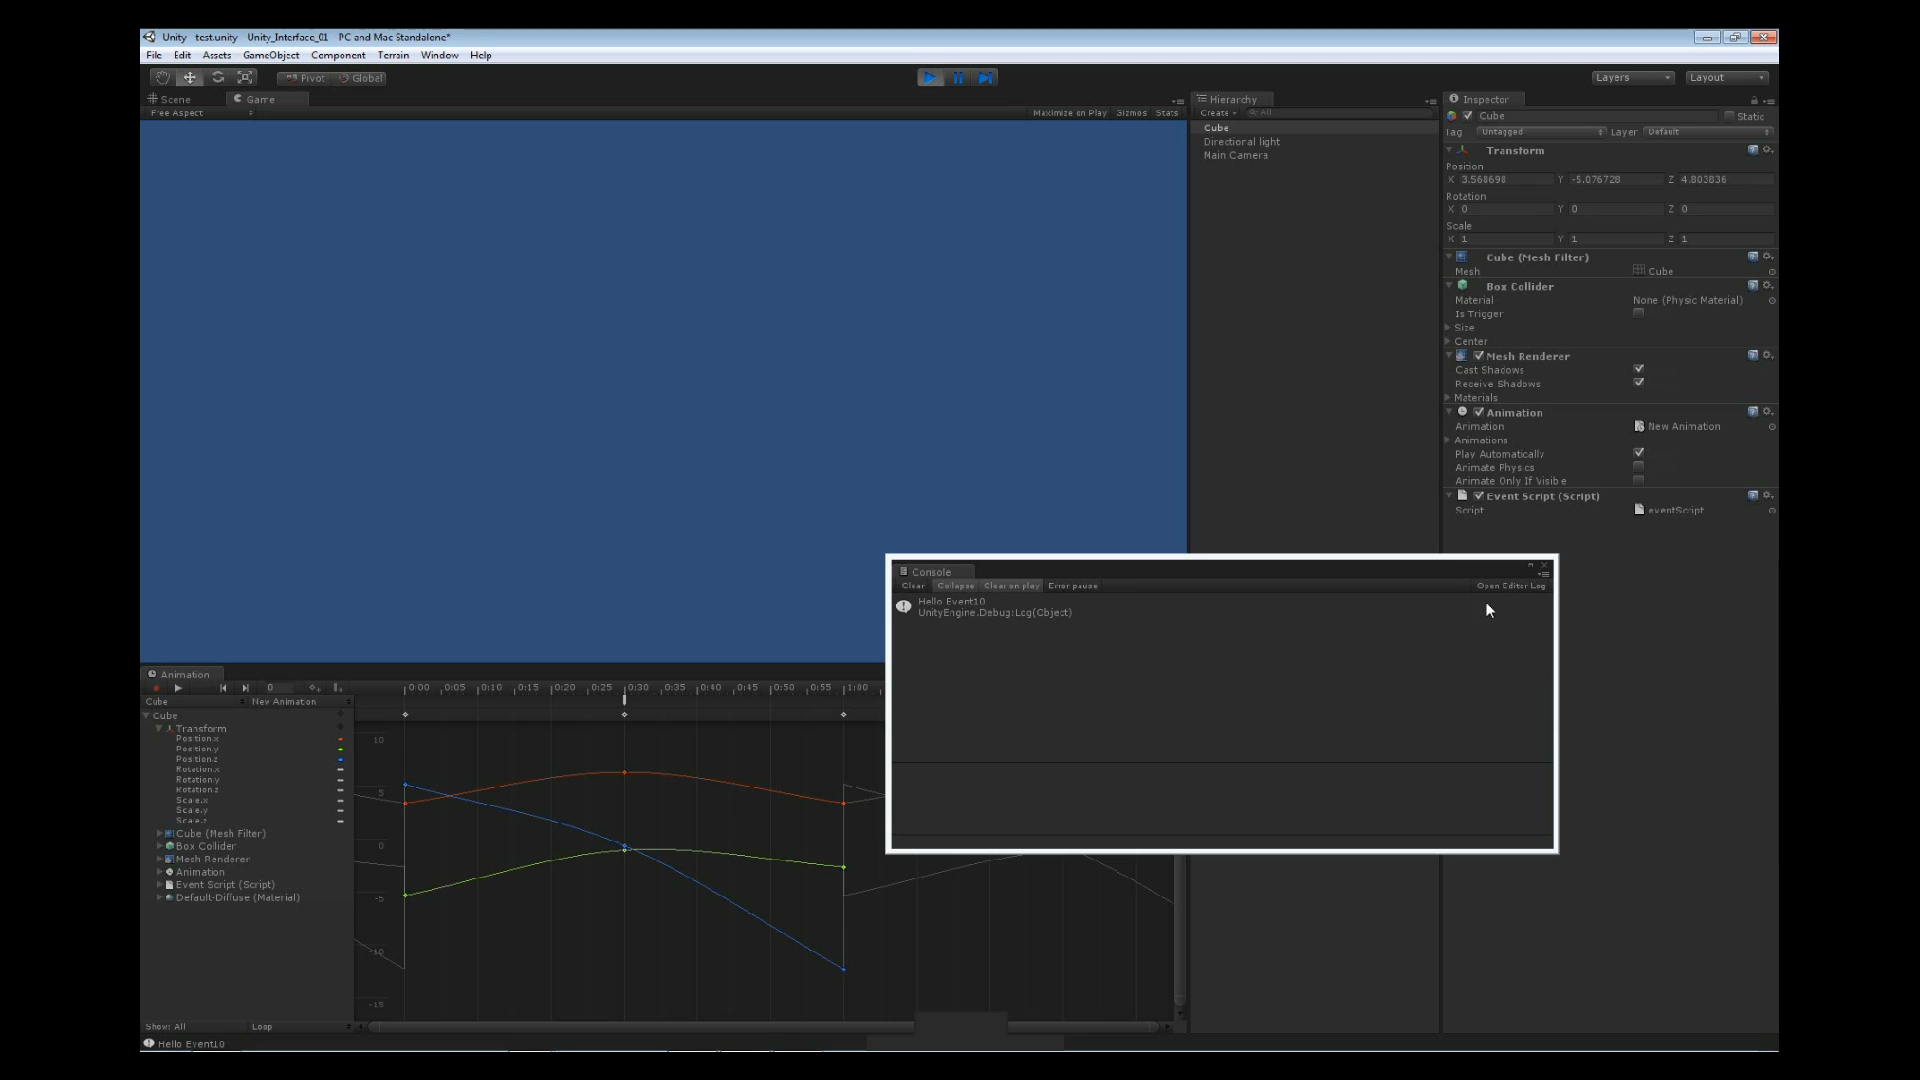 Unity test.unity Unity_Interface_01 PC and Mac Standalone*
File Edit Assets GameObject Component Terrain Window Help
Pivot Global
Layers Layout
Scene Game
Free Aspect
Maximize on Play Gizmos Stats
Hierarchy
Create All
Cube
Directional light
Main Camera
Inspector
Cube Static
Tag Untagged Layer Default
Transform
Position
X 3.568698 Y -5.076728 Z 4.803836
Rotation
X 0 Y 0 Z 0
Scale
X 1 Y 1 Z 1
Cube (Mesh Filter)
Mesh Cube
Box Collider
Material None (Physic Material)
Is Trigger
Size
Center
Mesh Renderer
Cast Shadows
Receive Shadows
Materials
Animation
Animation New Animation
Animations
Play Automatically
Animate Physics
Animate Only If Visible
Event Script (Script)
Script eventScript
Console
Clear Collapse Clear on play Error pause Open Editor Log
Hello Event10
UnityEngine.Debug:Log(Object)
Animation
0
0:00 0:05 0:10 0:15 0:20 0:25 0:30 0:35 0:40 0:45 0:50 0:55 1:00
Cube New Animation
Cube
Transform
Position.x
Position.y
Position.z
Rotation.x
Rotation.y
Rotation.z
Scale.x
Scale.y
Scale.z
Cube (Mesh Filter)
Box Collider
Mesh Renderer
Animation
Event Script (Script)
Default-Diffuse (Material)
10
5
0
-5
-10
-15
Show: All Loop
Hello Event10